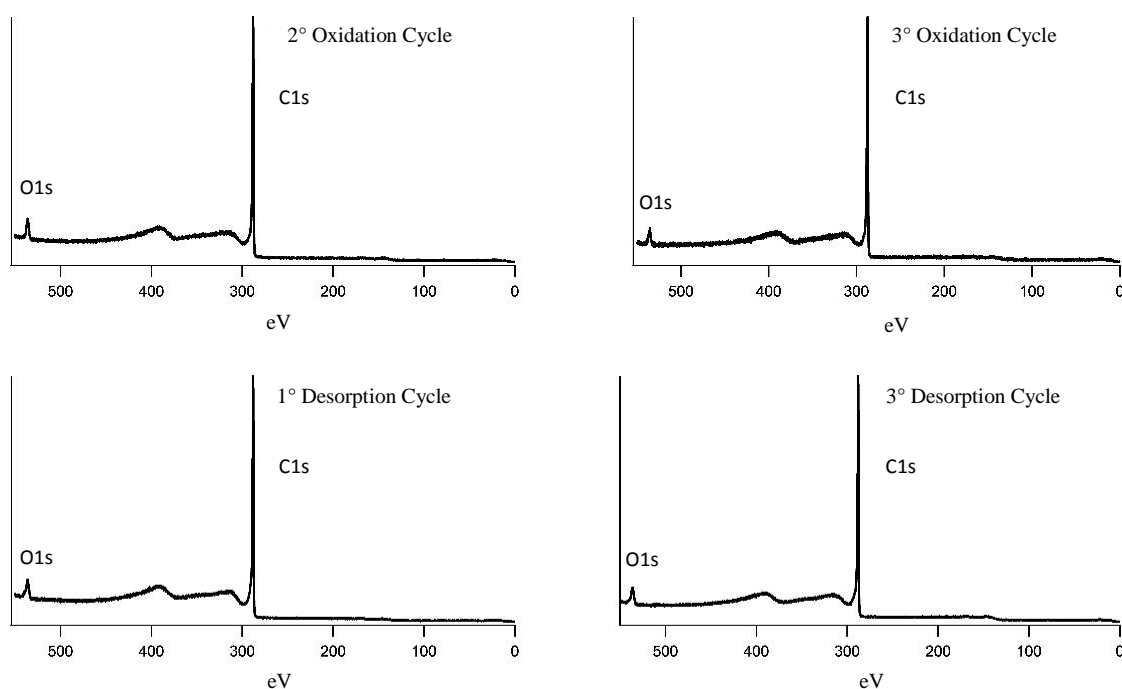 2° Oxidation Cycle
C1s
O1s
500 400 300 200 100 0
eV
3° Oxidation Cycle
C1s
O1s
500 400 300 200 100 0
eV
1° Desorption Cycle
C1s
O1s
500 400 300 200 100 0
eV
3° Desorption Cycle
C1s
O1s
500 400 300 200 100 0
eV